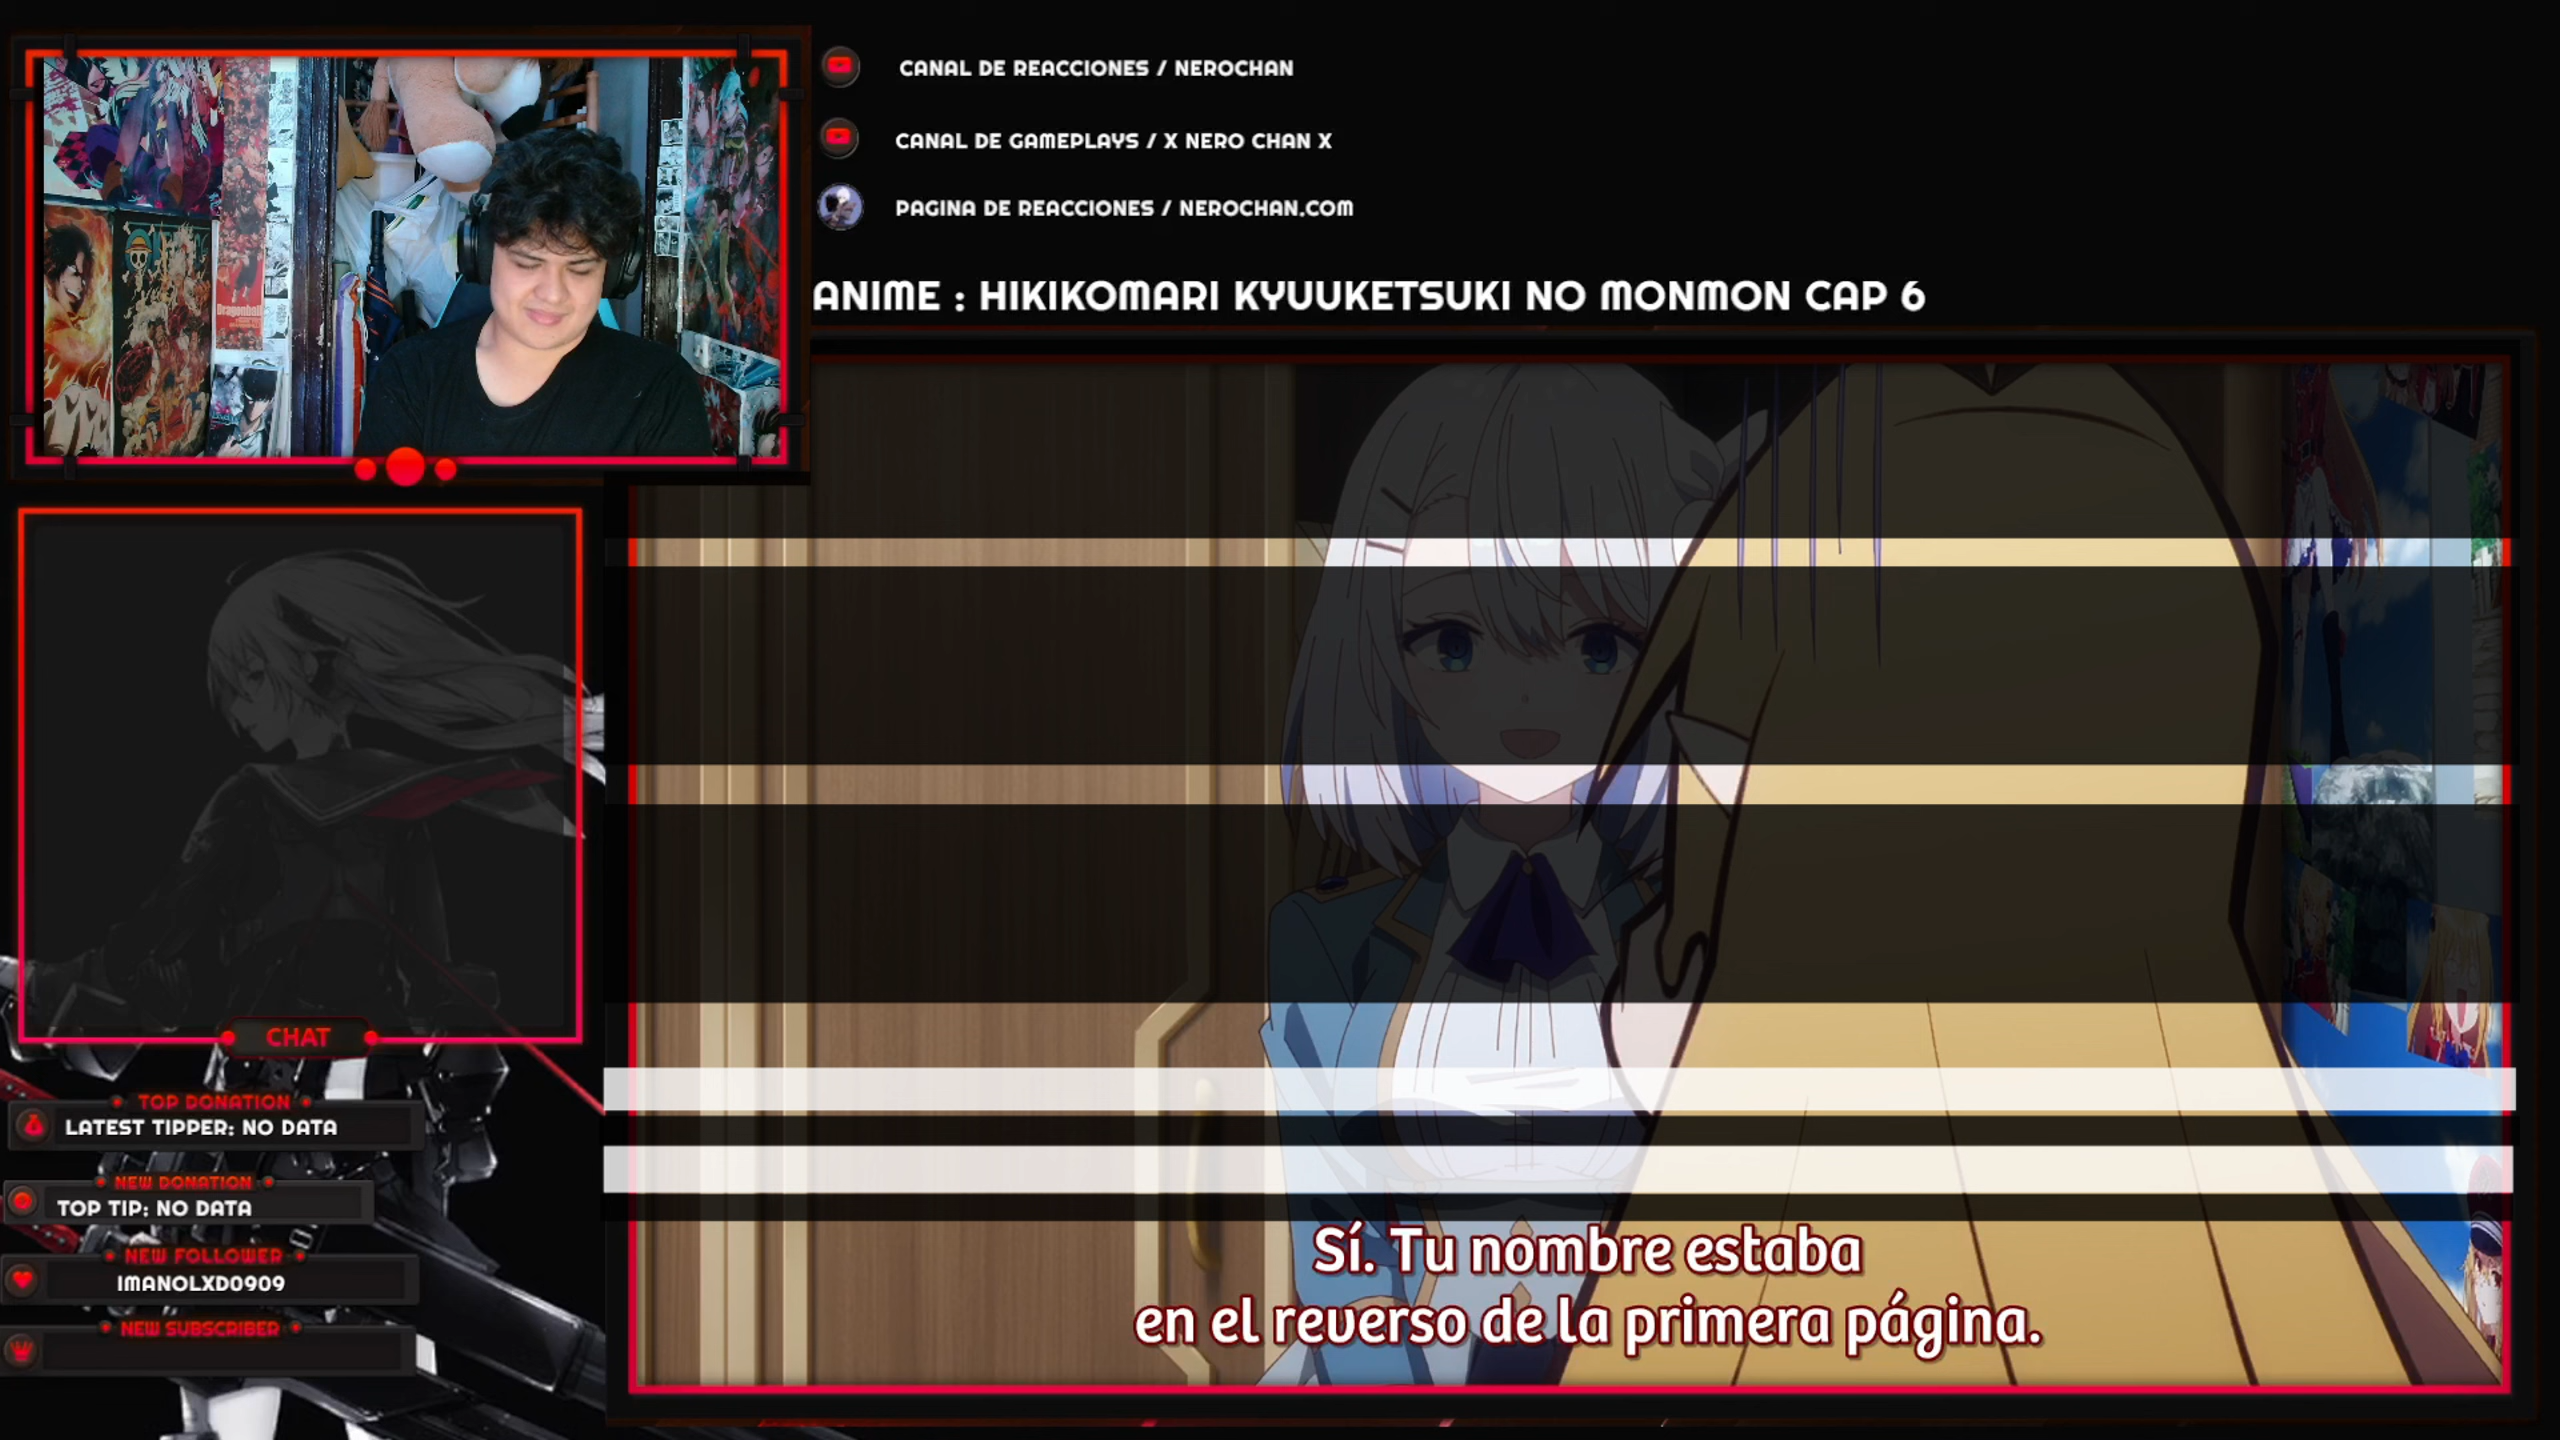 CANAL DE REACCIONES / NEROCHAN
CANAL DE GAMEPLAYS / X NERO CHAN X
PAGINA DE REACCIONES / NEROCHAN.COM
ANIME : HIKIKOMARI KYUUKETSUKI NO MONMON CAP 6
Dragonball
CHAT
TOP DONATION
LATEST TIPPER: NO DATA
NEW DONATION
TOP TIP: NO DATA
NEW FOLLOWER
IMANOLXD0909
NEW SUBSCRIBER
Sí. Tu nombre estaba
en el reverso de la primera página.